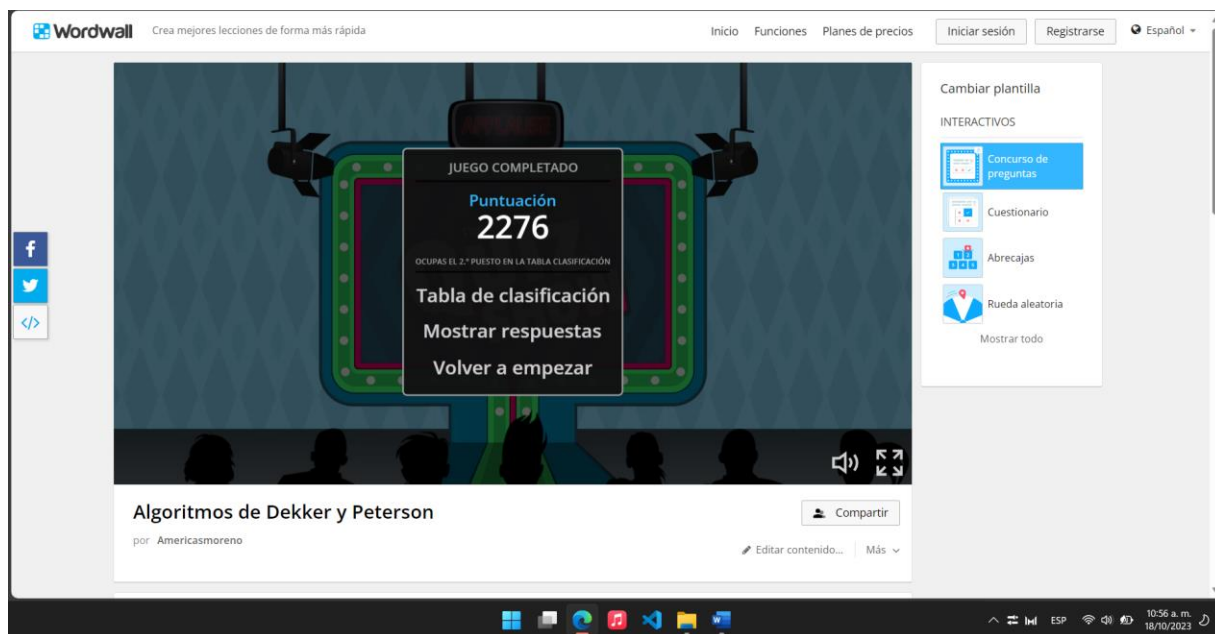 Wordwall
Crea mejores lecciones de forma más rápida
Inicio Funciones Planes de precios
Iniciar sesión
Registrarse
Español
JUEGO COMPLETADO
Puntuación
2276
OCUPAS EL 2.º PUESTO EN LA TABLA CLASIFICACIÓN
Tabla de clasificación
Mostrar respuestas
Volver a empezar
Cambiar plantilla
INTERACTIVOS
Concurso de
preguntas
Cuestionario
Abrecajas
Rueda aleatoria
Mostrar todo
Algoritmos de Dekker y Peterson
por Americasmoreno
Compartir
Editar contenido...
Más
ESP
10:56 a. m.
18/10/2023